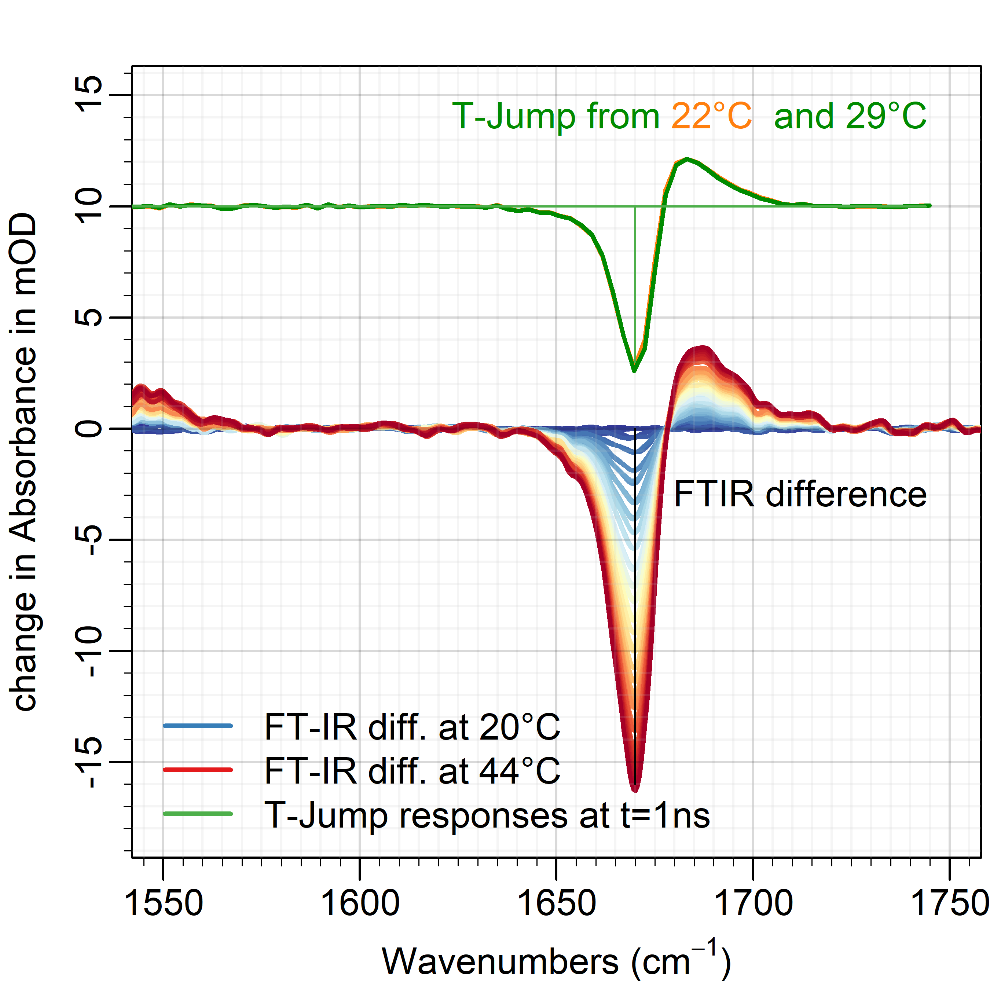 T-Jump from 22°C and 29°C
15
10
5
0
-5
-10
-15
change in Absorbance in mOD
FTIR difference
FT-IR diff. at 20°C
FT-IR diff. at 44°C
T-Jump responses at t=1ns
1550 1600 1650 1700 1750
Wavenumbers (cm⁻¹)